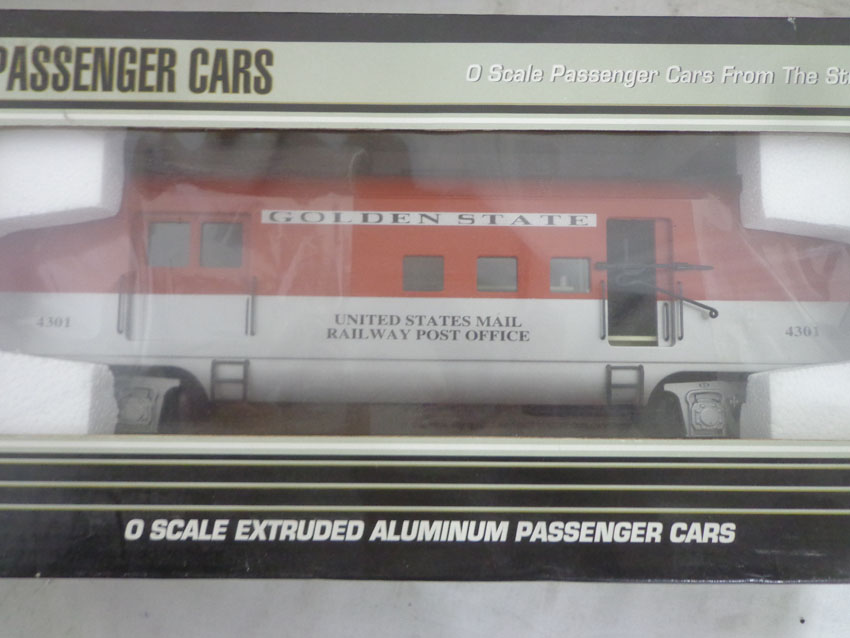 PASSENGER CARS
O Scale Passenger Cars From The
GOLDEN STATE
4301
UNITED STATES MAIL
RAILWAY POST OFFICE
4301
O SCALE EXTRUDED ALUMINUM PASSENGER CARS